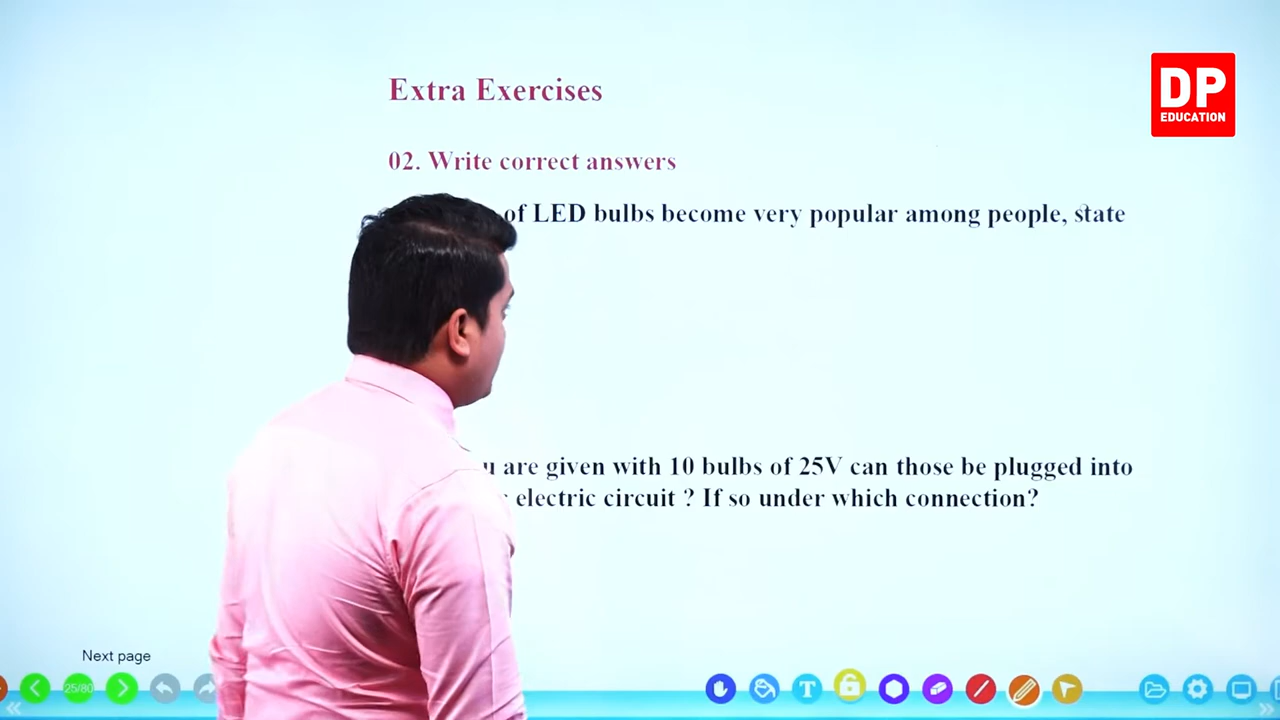 DP
EDUCATION
Extra Exercises
02. Write correct answers
of LED bulbs become very popular among people, state
are given with 10 bulbs of 25V can those be plugged into
electric circuit ? If so under which connection?
Next page
25/80
T